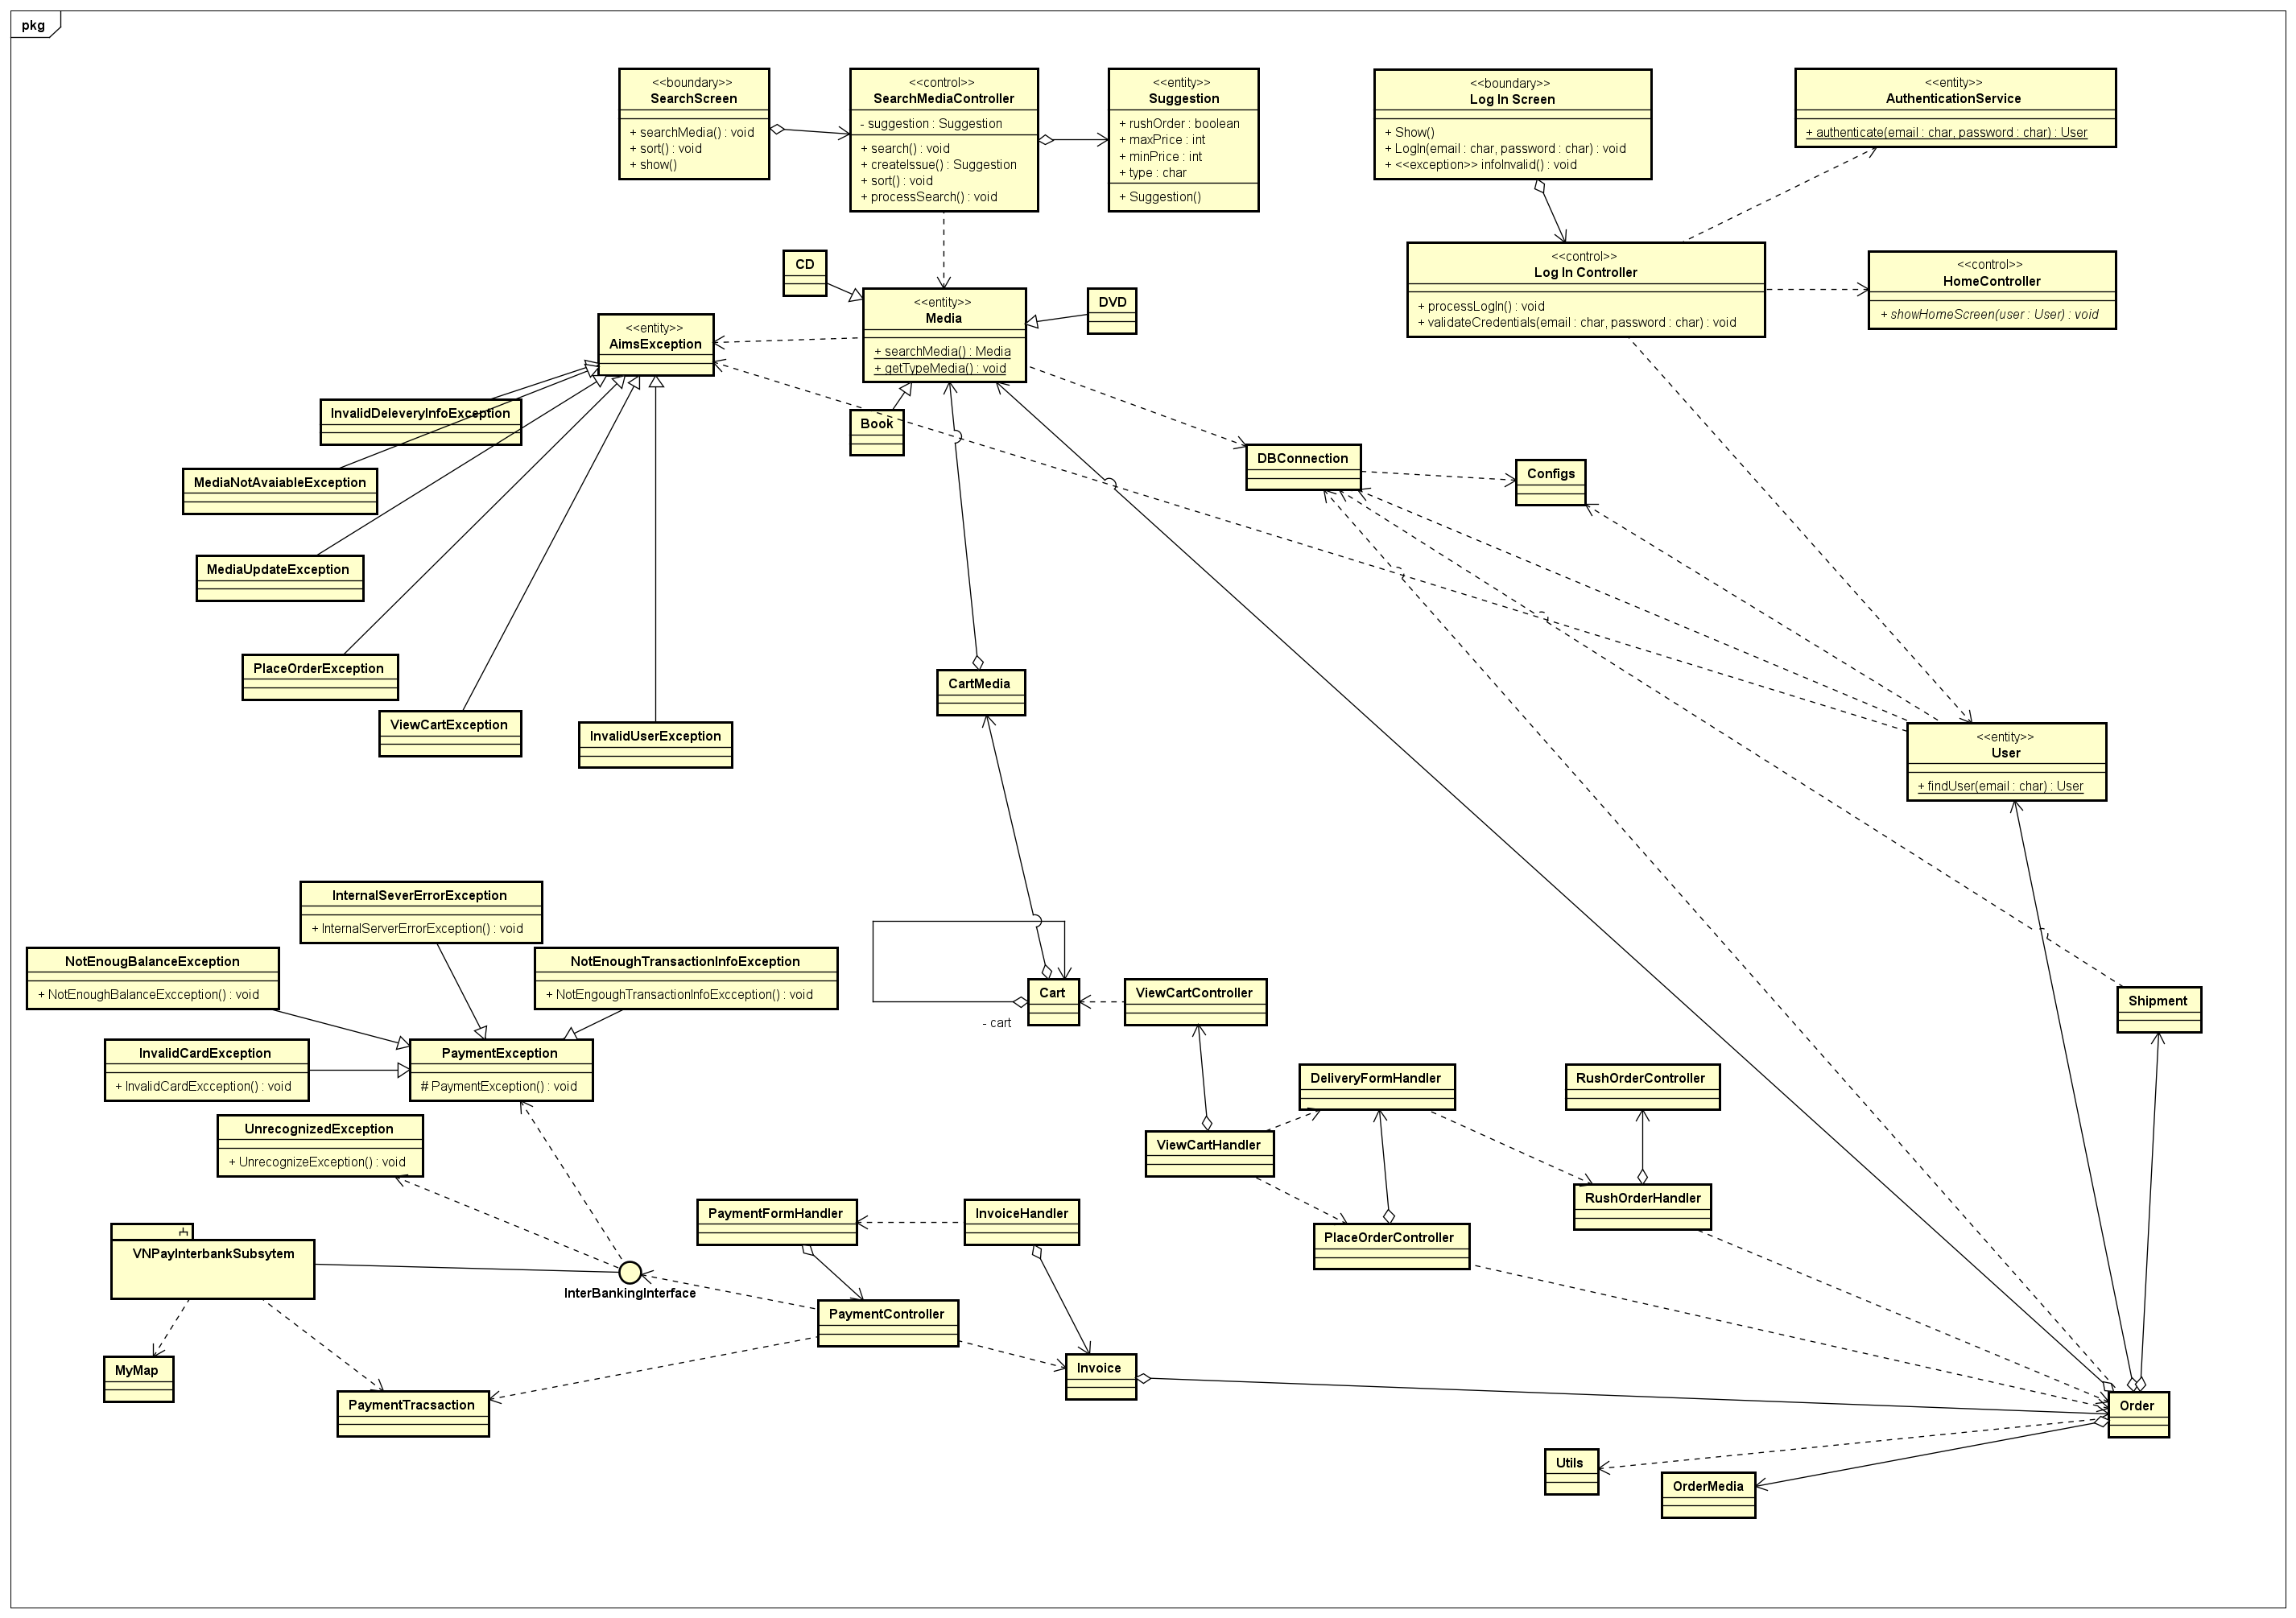 pkg
<<boundary>>
SearchScreen
+ searchMedia() : void
+ sort() : void
+ show()
<<control>>
SearchMediaController
- suggestion : Suggestion
+ search() : void
+ createIssue() : Suggestion
+ sort() : void
+ processSearch() : void
<<entity>>
Suggestion
+ rushOrder : boolean
+ maxPrice : int
+ minPrice : int
+ type : char
+ Suggestion()
<<boundary>>
Log In Screen
+ Show()
+ LogIn(email : char, password : char) : void
+ <<exception>> infoInvalid() : void
<<entity>>
AuthenticationService
+ authenticate(email : char, password : char) : User
<<control>>
Log In Controller
+ processLogIn() : void
+ validateCredentials(email : char, password : char) : void
<<control>>
HomeController
+ showHomeScreen(user : User) : void
CD
<<entity>>
Media
+ searchMedia() : Media
+ getTypeMedia() : void
DVD
<<entity>>
AimsException
InvalidDeleveryInfoException
Book
MediaNotAvaiableException
DBConnection
Configs
MediaUpdateException
PlaceOrderException
CartMedia
ViewCartException
InvalidUserException
<<entity>>
User
+ findUser(email : char) : User
InternalSeverErrorException
+ InternalServerErrorException() : void
NotEnougBalanceException
+ NotEnoughBalanceExcception() : void
NotEnoughTransactionInfoException
+ NotEngoughTransactionInfoExcception() : void
Cart
- cart
ViewCartController
Shipment
InvalidCardException
+ InvalidCardExcception() : void
PaymentException
# PaymentException() : void
DeliveryFormHandler
RushOrderController
UnrecognizedException
+ UnrecognizeException() : void
ViewCartHandler
RushOrderHandler
PaymentFormHandler
InvoiceHandler
PlaceOrderController
VNPayInterbankSubsytem
InterBankingInterface
PaymentController
MyMap
Invoice
PaymentTracsaction
Order
Utils
OrderMedia